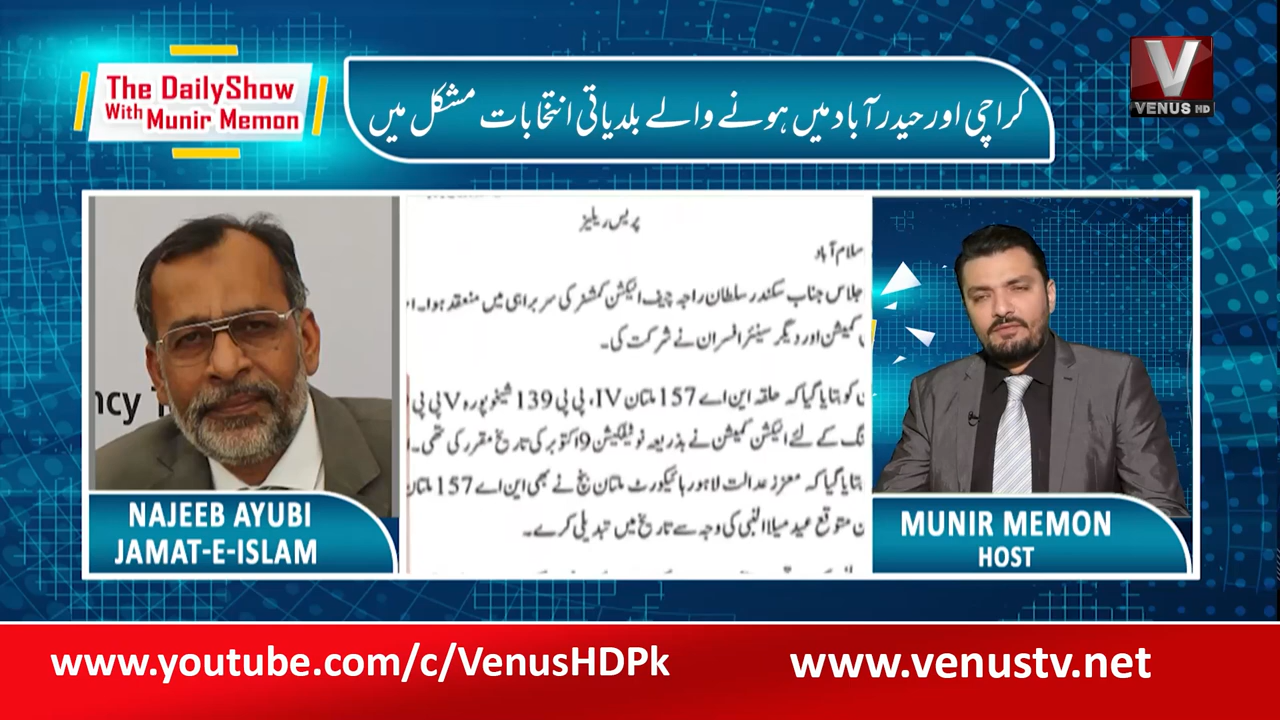 The DailyShow
With Munir Memon
کراچی اور حیدر آباد میں ہونے والے بلدیاتی انتخابات مشکل میں
V
VENUS HD
پریس ریلیز
سلام آباد
جلاس جناب سکندر سلطان راجہ چیف الیکشن کمشنر کی سربراہی میں منعقد ہوا۔
کمیشن اور دیگر سینئر افسران نے شرکت کی۔
کو بتایا گیا کہ حلقہ این اے 157 ملتان IV، پی پی 139 شیخوپورہ V پی پی
نگ کے لئے الیکشن کمیشن نے بذریعہ نوٹیفکیشن 9 اکتوبر کی تاریخ مقرر کی تھی۔
بتایا گیا کہ معزز عدالت لاہور ہائیکورٹ ملتان بنچ نے بھی این اے 157 ملتان
متوقع عید میلاالنبی کی وجہ سے تاریخ میں تبدیلی کرے۔
ncy T
NAJEEB AYUBI
JAMAT-E-ISLAM
MUNIR MEMON
HOST
www.youtube.com/c/VenusHDPk
www.venustv.net